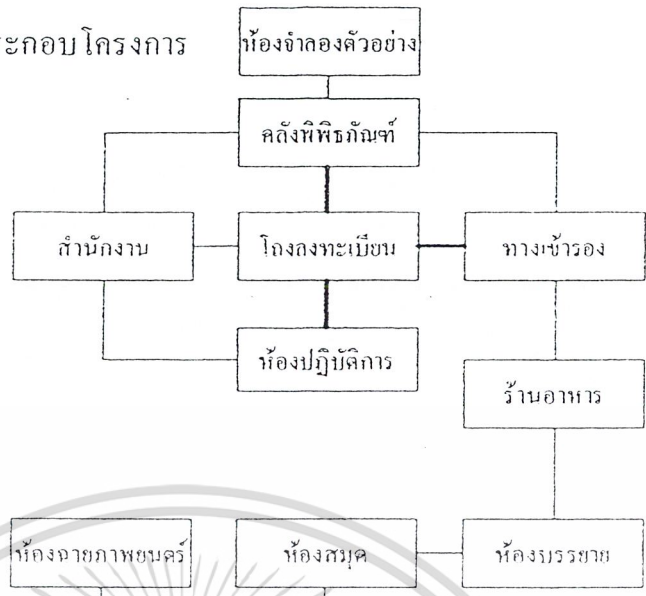 ะกอบโครงการ
ห้องจำลองตัวอย่าง
คลังพิพิธภัณฑ์
สำนักงาน โถงลงทะเบียน ทางเข้ารอง
ห้องปฏิบัติการ
ร้านอาหาร
ห้องฉายภาพยนตร์ ห้องสมุด ห้องบรรยาย